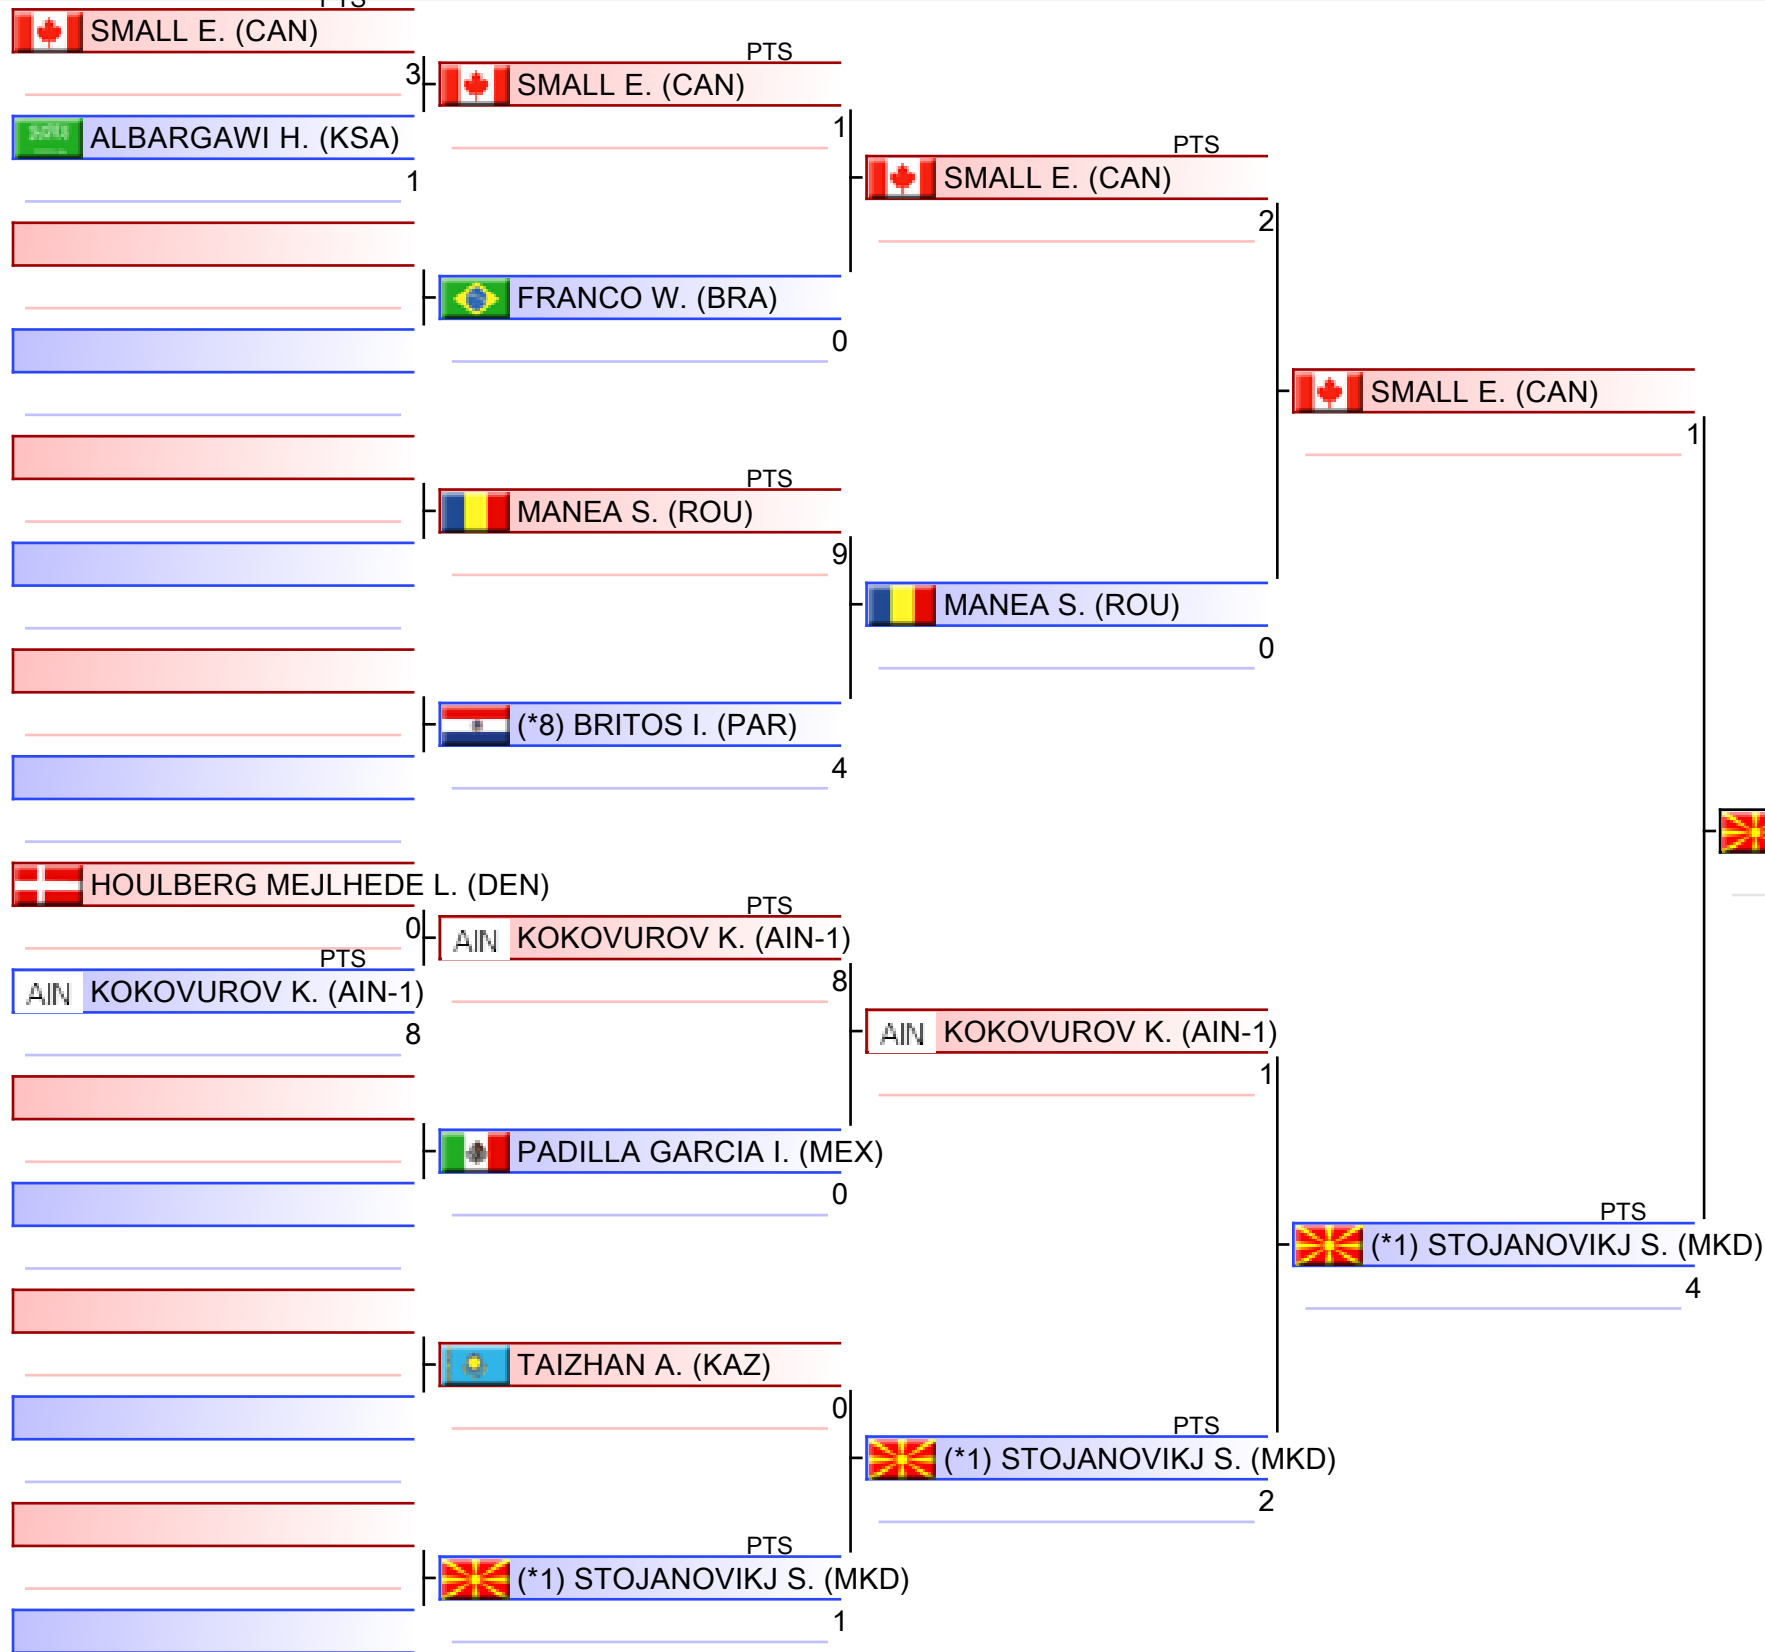 PTS
SMALL E. (CAN)
3
ALBARGAWI H. (KSA)
1
HOULBERG MEJLHEDE L. (DEN)
0
PTS
AIN KOKOVUROV K. (AIN-1)
8
PTS
SMALL E. (CAN)
1
FRANCO W. (BRA)
0
PTS
MANEA S. (ROU)
9
(*8) BRITOS I. (PAR)
4
PTS
AIN KOKOVUROV K. (AIN-1)
8
PADILLA GARCIA I. (MEX)
0
TAIZHAN A. (KAZ)
0
PTS
(*1) STOJANOVIKJ S. (MKD)
1
PTS
SMALL E. (CAN)
2
MANEA S. (ROU)
0
AIN KOKOVUROV K. (AIN-1)
1
PTS
(*1) STOJANOVIKJ S. (MKD)
2
SMALL E. (CAN)
1
PTS
(*1) STOJANOVIKJ S. (MKD)
4